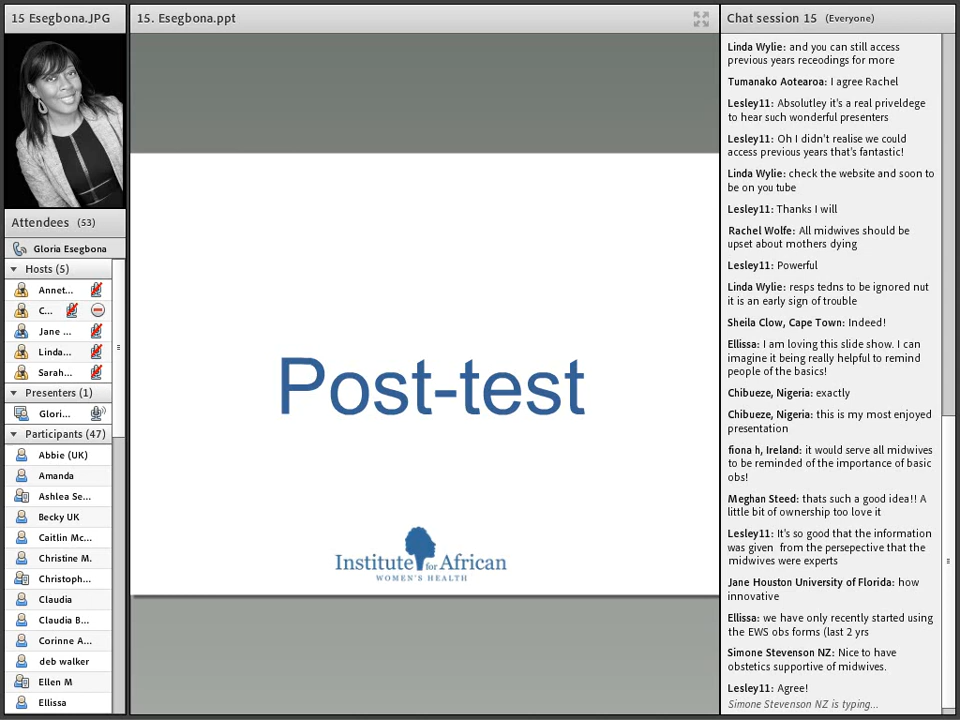 15 Esegbona.JPG
Attendees (53)
Gloria Esegbona
Hosts (5)
Annet...
C...
Jane ...
Linda...
Sarah...
Presenters (1)
Glori...
Participants (47)
Abbie (UK)
Amanda
Ashlea Se...
Becky UK
Caitlin Mc...
Christine M.
Christoph...
Claudia
Claudia B...
Corinne A...
deb walker
Ellen M
Ellissa
15. Esegbona.ppt
Post-test
Institute for African
WOMEN'S HEALTH
Chat session 15 (Everyone)
Linda Wylie: and you can still access
previous years receodings for more
Tumanako Aotearoa: I agree Rachel
Lesley11: Absolutley it's a real priveldege
to hear such wonderful presenters
Lesley11: Oh I didn't realise we could
access previous years that's fantastic!
Linda Wylie: check the website and soon to
be on you tube
Lesley11: Thanks I will
Rachel Wolfe: All midwives should be
upset about mothers dying
Lesley11: Powerful
Linda Wylie: resps tedns to be ignored nut
it is an early sign of trouble
Sheila Clow, Cape Town: Indeed!
Ellissa: I am loving this slide show. I can
imagine it being really helpful to remind
people of the basics!
Chibueze, Nigeria: exactly
Chibueze, Nigeria: this is my most enjoyed
presentation
fiona h, Ireland: it would serve all midwives
to be reminded of the importance of basic
obs!
Meghan Steed: thats such a good idea!! A
little bit of ownership too love it
Lesley11: It's so good that the information
was given from the persepective that the
midwives were experts
Jane Houston University of Florida: how
innovative
Ellissa: we have only recently started using
the EWS obs forms (last 2 yrs
Simone Stevenson NZ: Nice to have
obstetics supportive of midwives.
Lesley11: Agree!
Simone Stevenson NZ is typing...